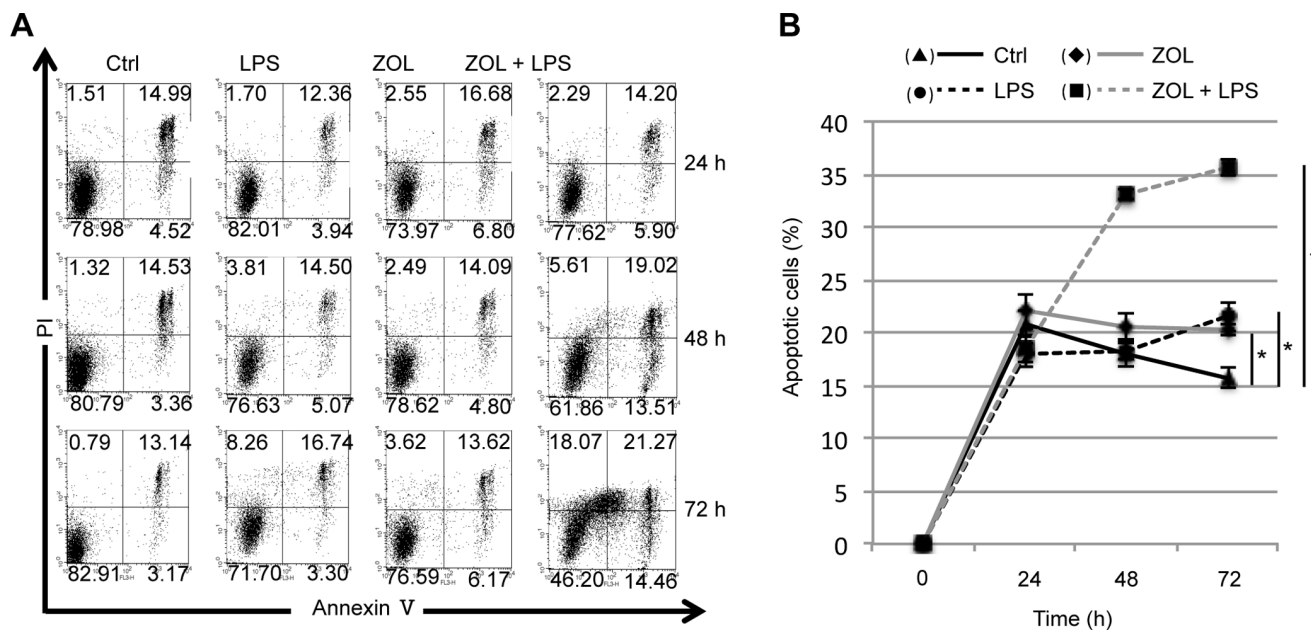 A
Ctrl LPS ZOL ZOL + LPS
1.51 14.99 1.70 12.36 2.55 16.68 2.29 14.20
24 h
78.98 4.52 82.01 3.94 73.97 6.80 77.62 5.90
1.32 14.53 3.81 14.50 2.49 14.09 5.61 19.02
48 h
80.79 3.36 76.63 5.07 78.62 4.80 61.86 13.51
0.79 13.14 8.26 16.74 3.62 13.62 18.07 21.27
72 h
82.91 3.17 71.70 3.30 76.59 6.17 46.20 14.46
FL3-H FL3-H FL3-H
PI
Annexin V
B
( ) Ctrl ( ) ZOL
( ) LPS ( ) ZOL + LPS
40
35
30
25
20
15
10
5
0
Apoptotic cells (%)
* *
0 24 48 72
Time (h)